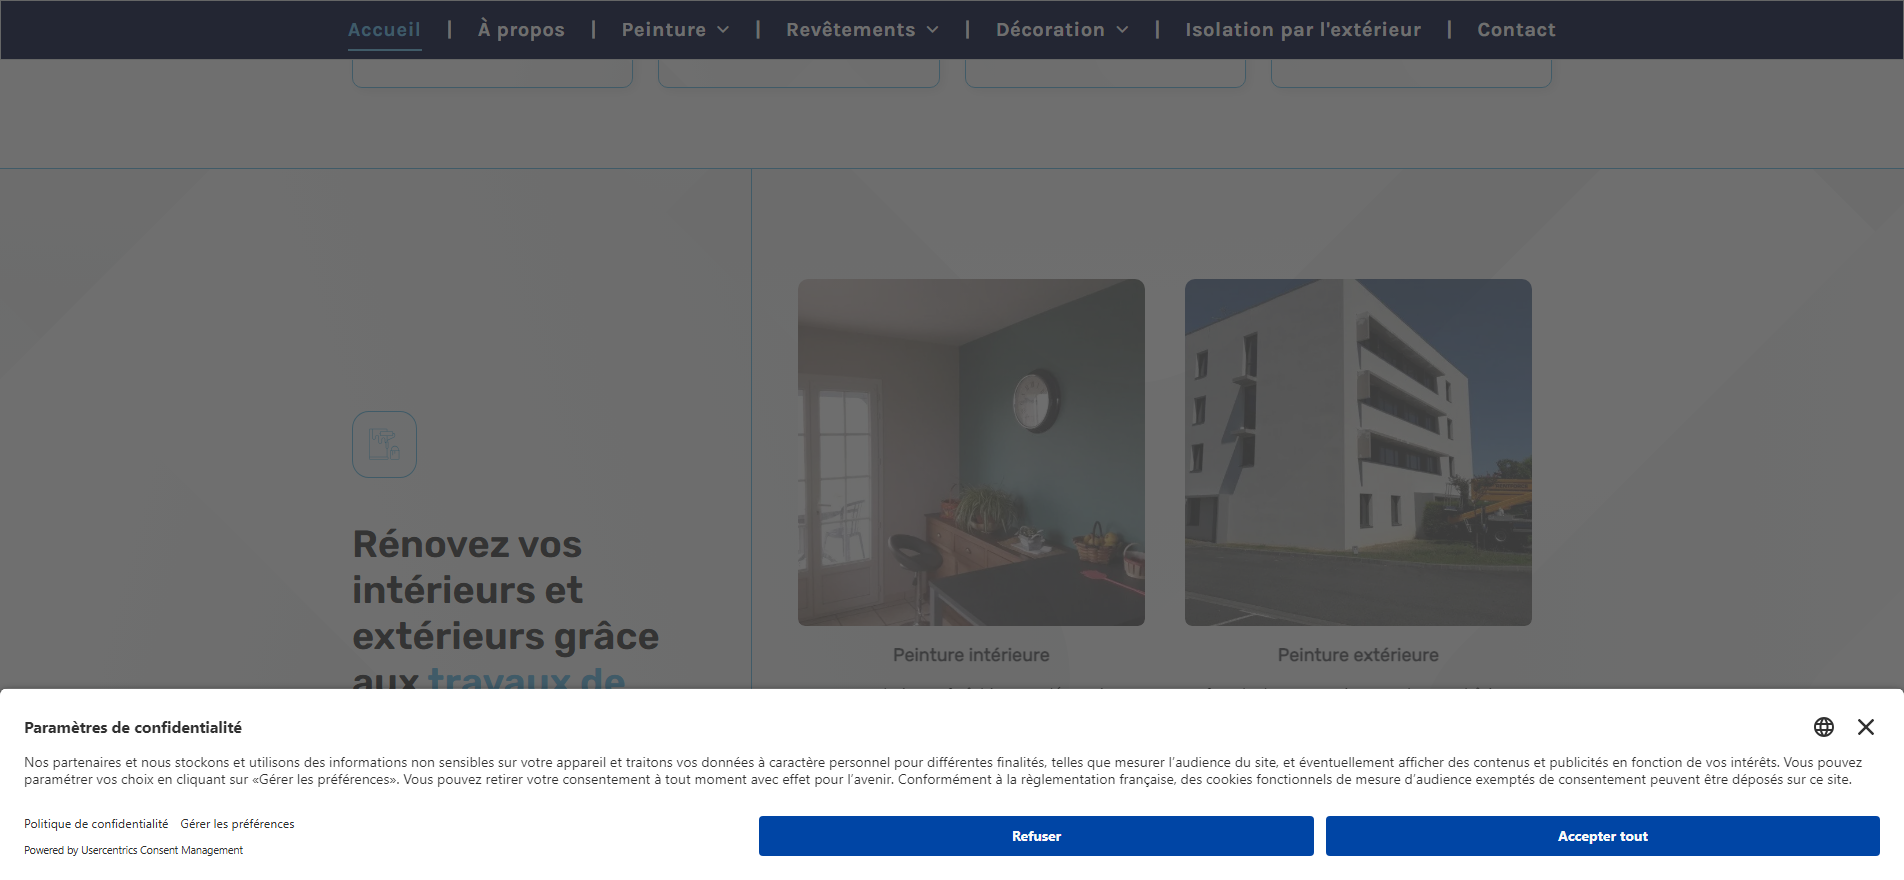 Accueil | À propos | Peinture | Revêtements | Décoration | Isolation par l'extérieur | Contact
Rénovez vos
intérieurs et
extérieurs grâce
aux travaux de
Peinture intérieure
Peinture extérieure
Paramètres de confidentialité
Nos partenaires et nous stockons et utilisons des informations non sensibles sur votre appareil et traitons vos données à caractère personnel pour différentes finalités, telles que mesurer l'audience du site, et éventuellement afficher des contenus et publicités en fonction de vos intérêts. Vous pouvez
paramétrer vos choix en cliquant sur «Gérer les préférences». Vous pouvez retirer votre consentement à tout moment avec effet pour l'avenir. Conformément à la règlementation française, des cookies fonctionnels de mesure d'audience exemptés de consentement peuvent être déposés sur ce site.
Politique de confidentialité Gérer les préférences
Powered by Usercentrics Consent Management
Refuser
Accepter tout